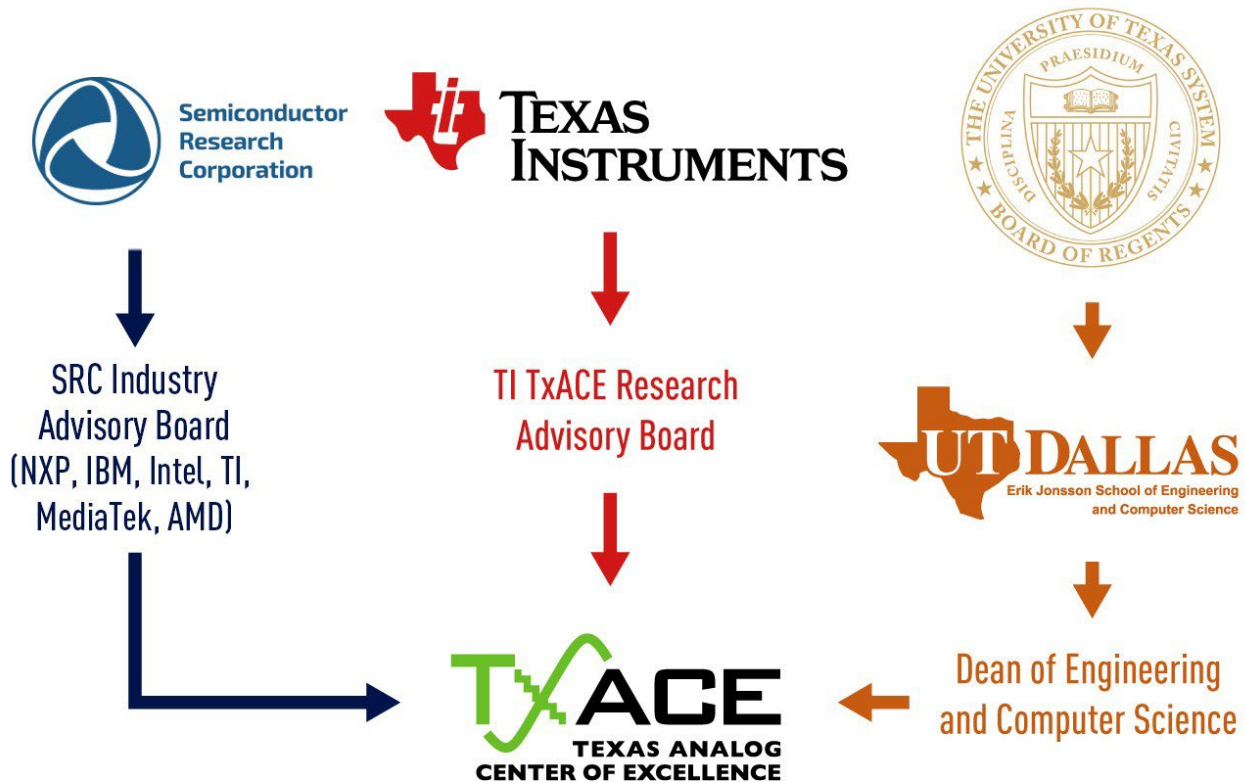 Semiconductor
Research
Corporation
TEXAS
INSTRUMENTS
THE UNIVERSITY OF TEXAS SYSTEM
PRAESIDIUM
DISCIPLINA
CIVITATIS
BOARD OF REGENTS
SRC Industry
Advisory Board
(NXP, IBM, Intel, TI,
MediaTek, AMD)
TI TxACE Research
Advisory Board
UT DALLAS
Erik Jonsson School of Engineering
and Computer Science
Dean of Engineering
and Computer Science
TxACE
TEXAS ANALOG
CENTER OF EXCELLENCE